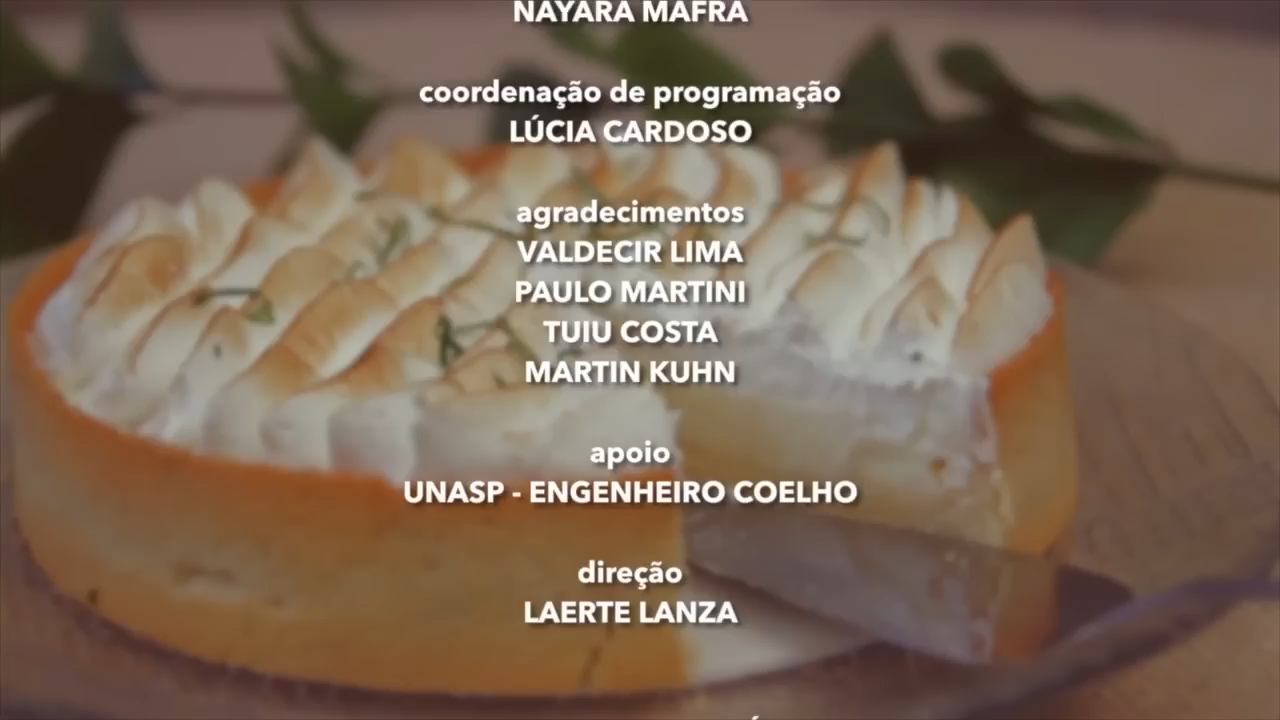 NAYARA MAFRA
coordenação de programação
LÚCIA CARDOSO
agradecimentos
VALDECIR LIMA
PAULO MARTINI
TUIU COSTA
MARTIN KUHN
apoio
UNASP - ENGENHEIRO COELHO
direção
LAERTE LANZA